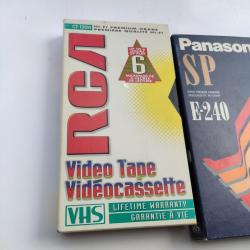 HI-FI PREMIUM GRADE
PREMIÈRE QUALITÉ HI-FI
RCA
6
Video Tape
Vidéocassette
VHS
LIFETIME WARRANTY
GARANTIE À VIE
Panasonic
SP
E-240